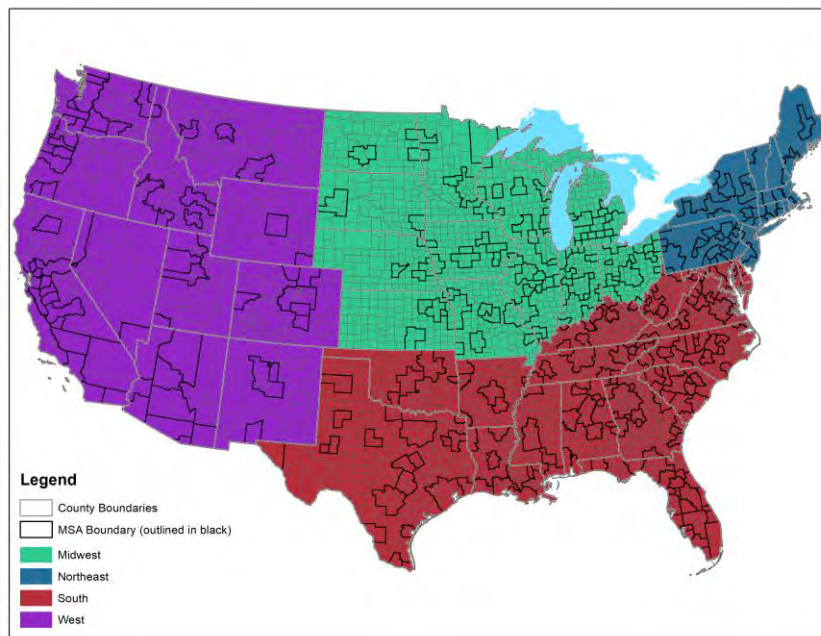 Legend
County Boundaries
MSA Boundary (outlined in black)
Midwest
Northeast
South
West